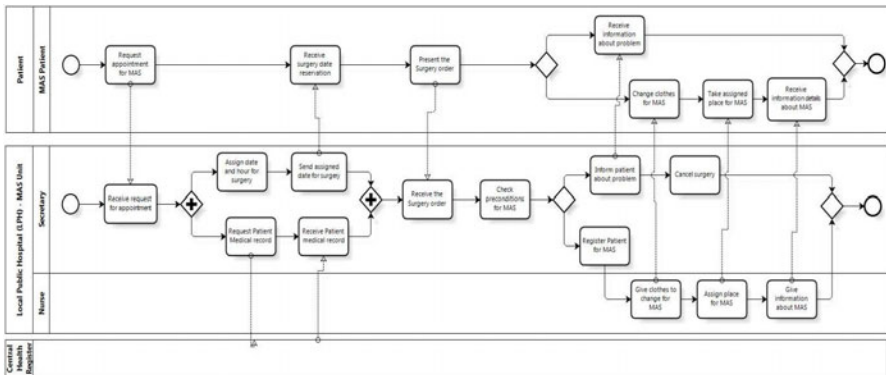 Patient
MAS Patient
Request
appointment
for MAS
Receive
surgery date
reservation
Present the
Surgery order
Receive
information
about problem
Change clothes
for MAS
Take assigned
place for MAS
Receive
information details
about MAS
Local Public Hospital (LPH) - MAS Unit
Secretary
Receive request
for appointment
Assign date
and hour for
surgery
Send assigned
date for surgery
Request Patient
Medical record
Receive Patient
medical record
Receive the
Surgery order
Check
preconditions
for MAS
Inform patient
about problem
Cancel surgery
Register Patient
for MAS
Nurse
Give clothes to
change for
MAS
Assign place
for MAS
Give
information
about MAS
Central
Health
Register